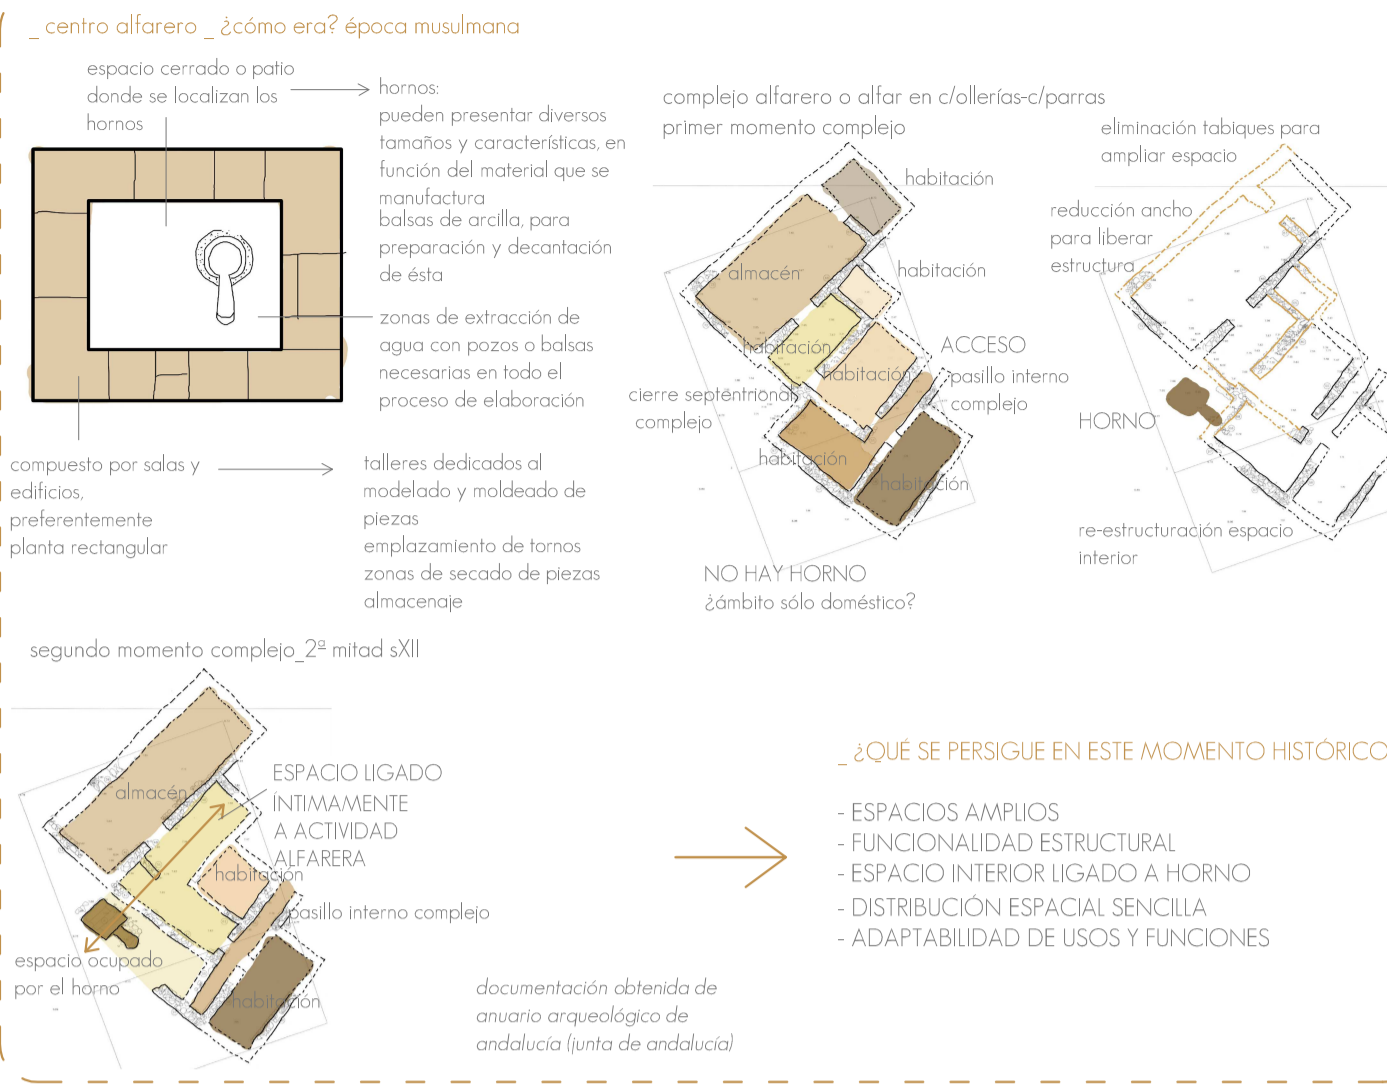 _ centro alfarero _ ¿cómo era? época musulmana
espacio cerrado o patio
donde se localizan los
hornos
hornos:
pueden presentar diversos
tamaños y características, en
función del material que se
manufactura
balsas de arcilla, para
preparación y decantación
de ésta
zonas de extracción de
agua con pozos o balsas
necesarias en todo el
proceso de elaboración
compuesto por salas y
edificios,
preferentemente
planta rectangular
talleres dedicados al
modelado y moldeado de
piezas
emplazamiento de tornos
zonas de secado de piezas
almacenaje
complejo alfarero o alfar en c/ollerías-c/parras
primer momento complejo
habitación
almacén
habitación
habitación
habitación
ACCESO
pasillo interno
complejo
cierre septentrional
complejo
habitación
habitación
NO HAY HORNO
¿ámbito sólo doméstico?
eliminación tabiques para
ampliar espacio
reducción ancho
para liberar
estructura
HORNO
re-estructuración espacio
interior
segundo momento complejo_2ª mitad sXII
almacén
ESPACIO LIGADO
ÍNTIMAMENTE
A ACTIVIDAD
ALFARERA
habitación
pasillo interno complejo
espacio ocupado
por el horno
habitación
documentación obtenida de
anuario arqueológico de
andalucía (junta de andalucía)
_ ¿QUÉ SE PERSIGUE EN ESTE MOMENTO HISTÓRICO
- ESPACIOS AMPLIOS
- FUNCIONALIDAD ESTRUCTURAL
- ESPACIO INTERIOR LIGADO A HORNO
- DISTRIBUCIÓN ESPACIAL SENCILLA
- ADAPTABILIDAD DE USOS Y FUNCIONES